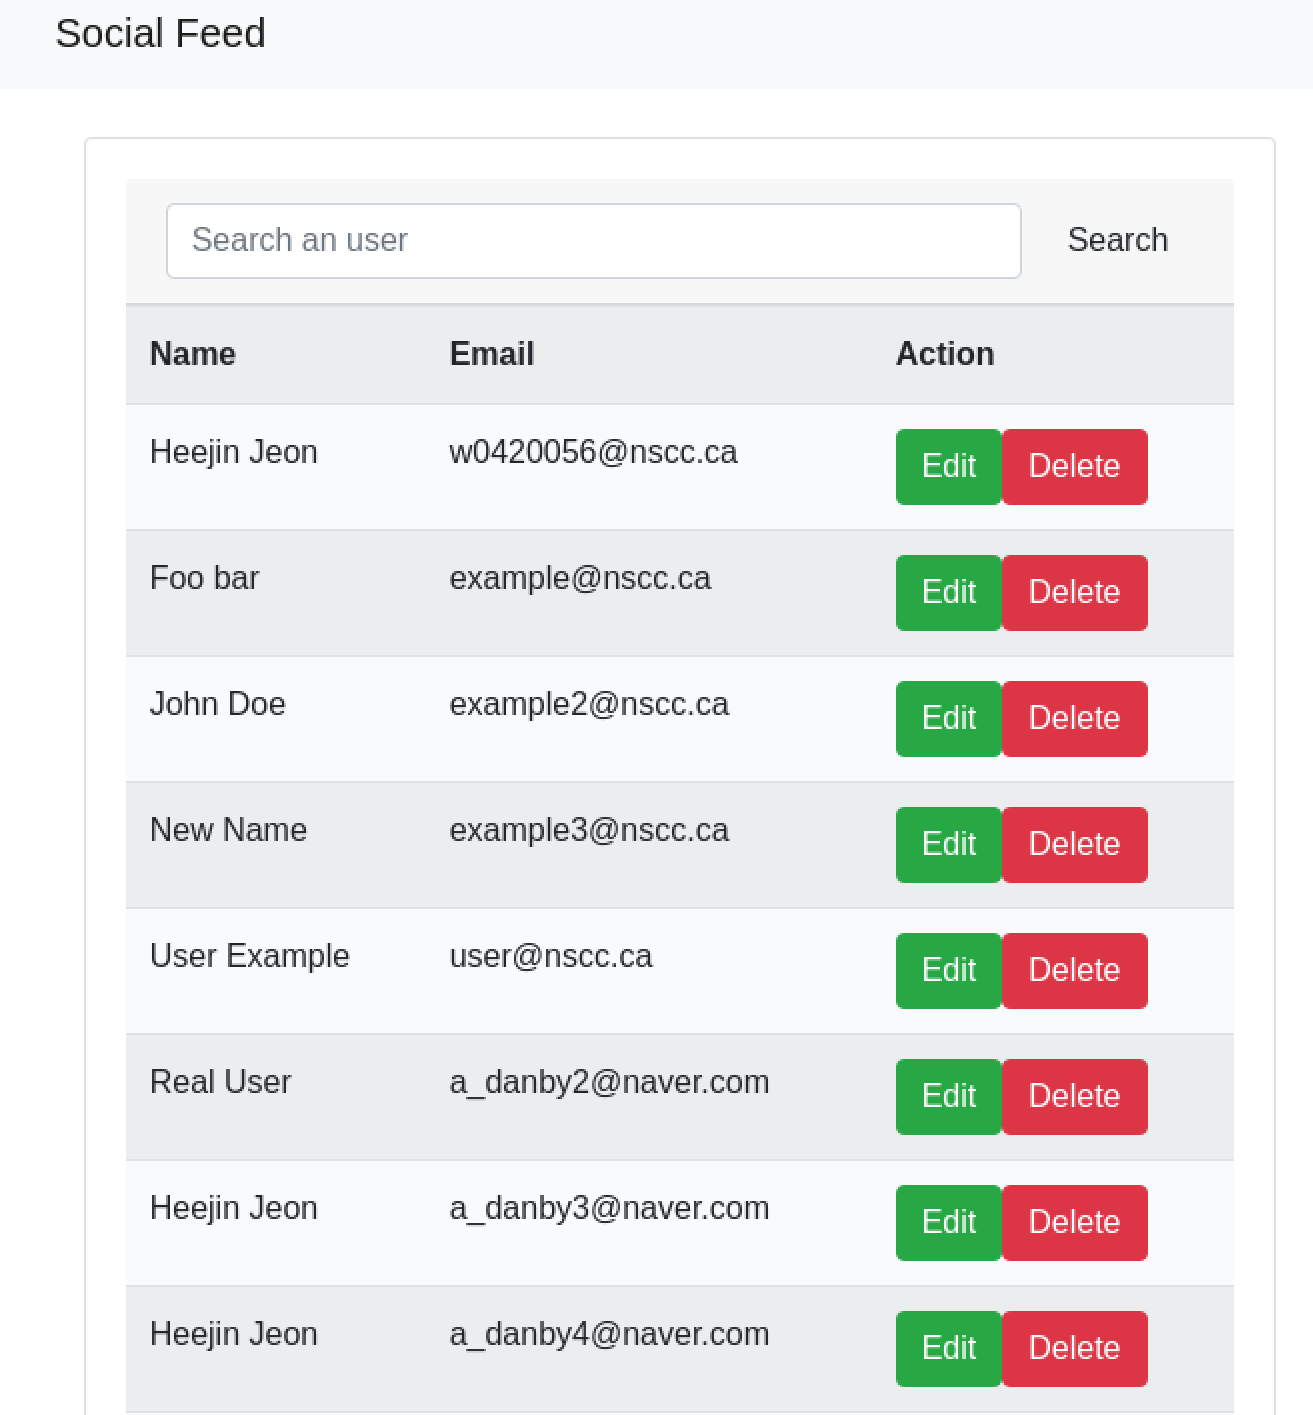 Social Feed
Search an user Search
Name Email Action
Heejin Jeon w0420056@nscc.ca Edit Delete
Foo bar example@nscc.ca Edit Delete
John Doe example2@nscc.ca Edit Delete
New Name example3@nscc.ca Edit Delete
User Example user@nscc.ca Edit Delete
Real User a_danby2@naver.com Edit Delete
Heejin Jeon a_danby3@naver.com Edit Delete
Heejin Jeon a_danby4@naver.com Edit Delete